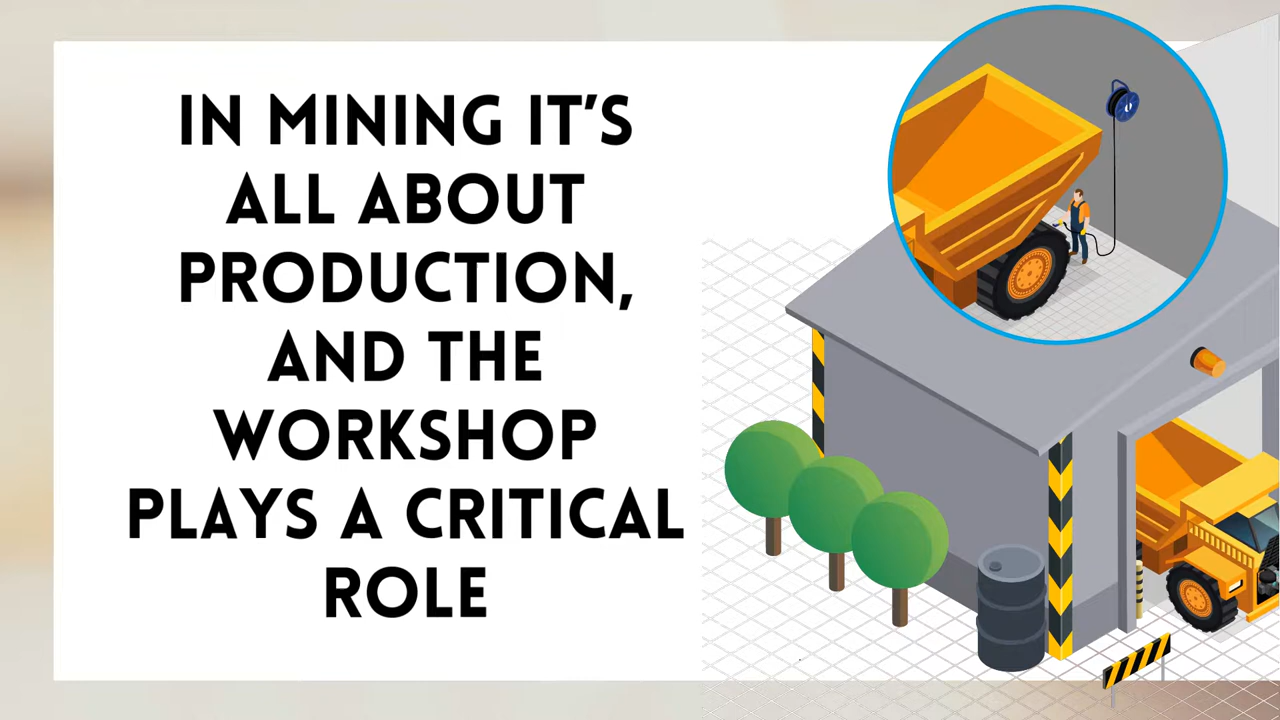 IN MINING IT'S
ALL ABOUT
PRODUCTION,
AND THE
WORKSHOP
PLAYS A CRITICAL
ROLE